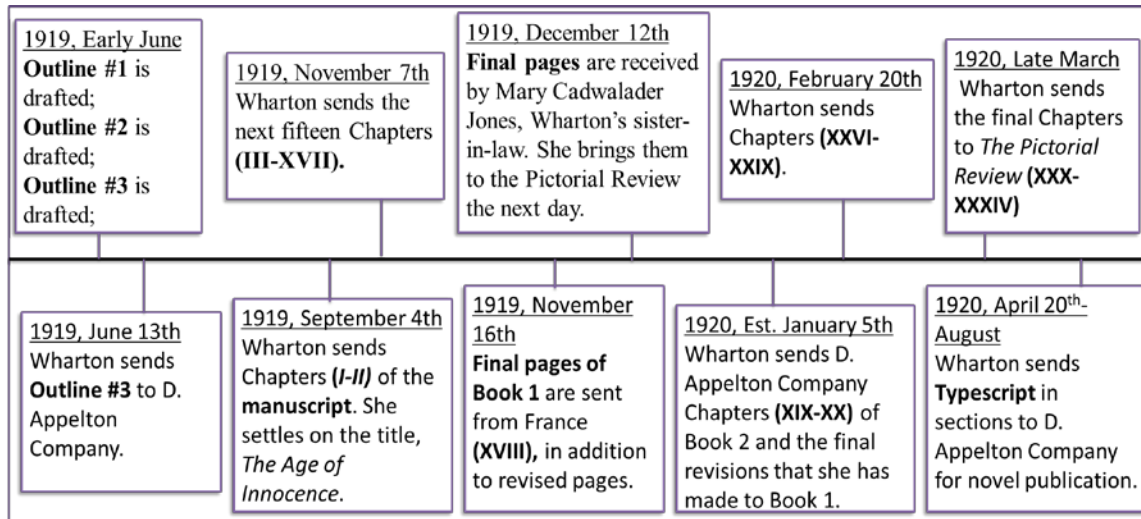 1919, Early June
Outline #1 is
drafted;
Outline #2 is
drafted;
Outline #3 is
drafted;
1919, November 7th
Wharton sends the
next fifteen Chapters
(III-XVII).
1919, December 12th
Final pages are received
by Mary Cadwalader
Jones, Wharton's sister-
in-law. She brings them
to the Pictorial Review
the next day.
1920, February 20th
Wharton sends
Chapters (XXVI-
XXIX).
1920, Late March
Wharton sends
the final Chapters
to The Pictorial
Review (XXX-
XXXIV)
1919, June 13th
Wharton sends
Outline #3 to D.
Appelton
Company.
1919, September 4th
Wharton sends
Chapters (I-II) of the
manuscript. She
settles on the title,
The Age of
Innocence.
1919, November
16th
Final pages of
Book 1 are sent
from France
(XVIII), in addition
to revised pages.
1920, Est. January 5th
Wharton sends D.
Appelton Company
Chapters (XIX-XX) of
Book 2 and the final
revisions that she has
made to Book 1.
1920, April 20th-
August
Wharton sends
Typescript in
sections to D.
Appelton Company
for novel publication.